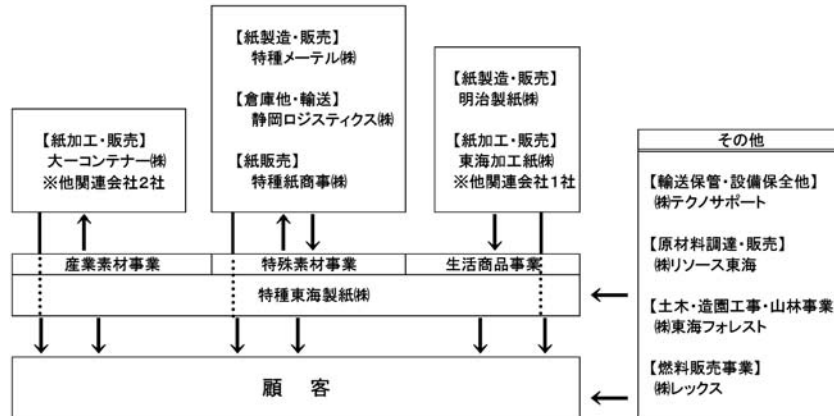 【紙加工・販売】
大一コンテナー㈱
※他関連会社2社
【紙製造・販売】
特種メーテル㈱
【倉庫他・輸送】
静岡ロジスティクス㈱
【紙販売】
特種紙商事㈱
【紙製造・販売】
明治製紙㈱
【紙加工・販売】
東海加工紙㈱
※他関連会社1社
その他
【輸送保管・設備保全他】
㈱テクノサポート
【原材料調達・販売】
㈱リソース東海
【土木・造園工事・山林事業】
㈱東海フォレスト
【燃料販売事業】
㈱レックス
産業素材事業
特殊素材事業
生活商品事業
特種東海製紙㈱
顧 客